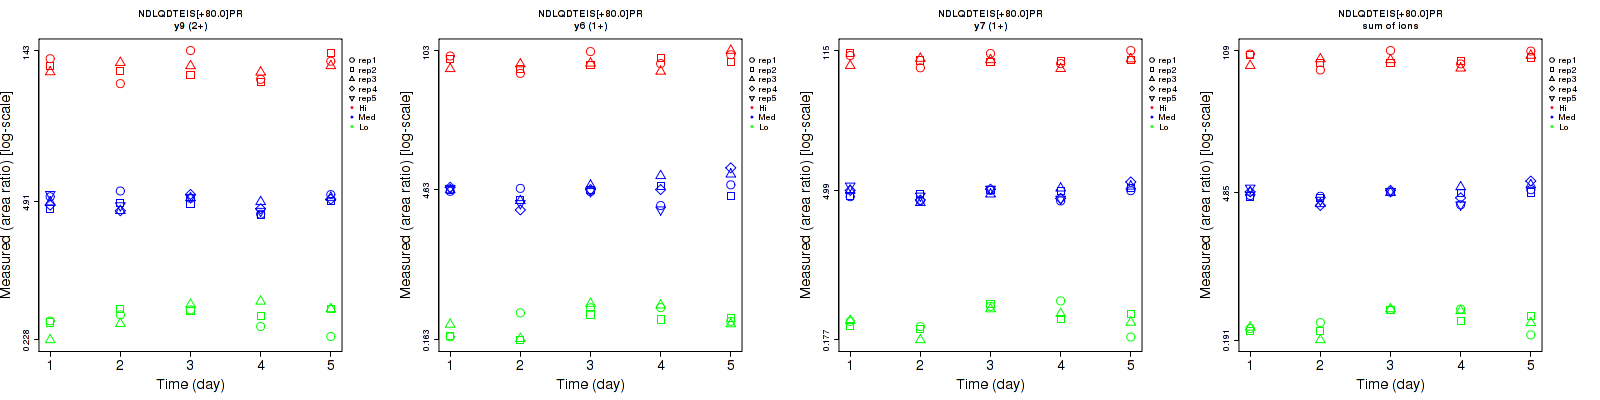 NDLQDTEIS[+80.0]PR
y9 (2+)
Measured (area ratio) [log-scale]
143
4.91
0.228
1 2 3 4 5
Time (day)
rep1
rep2
rep3
rep4
rep5
Hi
Med
Lo
NDLQDTEIS[+80.0]PR
y6 (1+)
Measured (area ratio) [log-scale]
103
4.63
0.163
1 2 3 4 5
Time (day)
rep1
rep2
rep3
rep4
rep5
Hi
Med
Lo
NDLQDTEIS[+80.0]PR
y7 (1+)
Measured (area ratio) [log-scale]
115
4.99
0.177
1 2 3 4 5
Time (day)
rep1
rep2
rep3
rep4
rep5
Hi
Med
Lo
NDLQDTEIS[+80.0]PR
sum of ions
Measured (area ratio) [log-scale]
109
4.85
0.191
1 2 3 4 5
Time (day)
rep1
rep2
rep3
rep4
rep5
Hi
Med
Lo